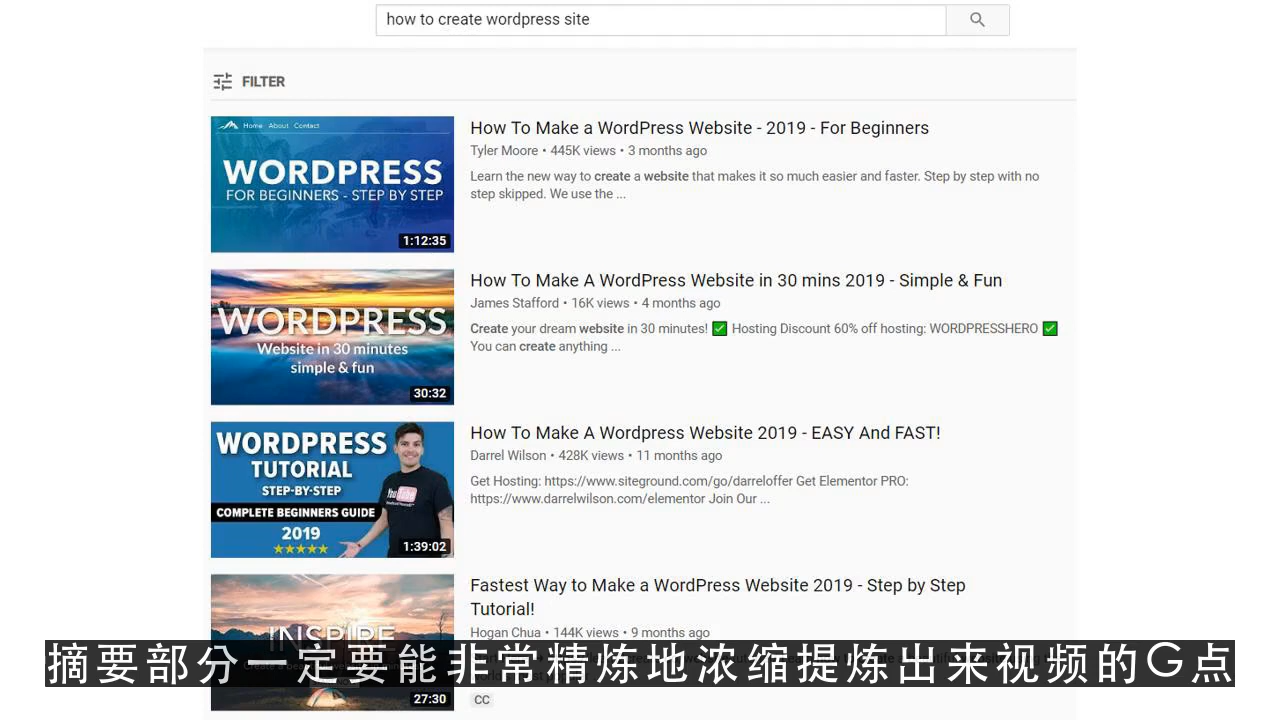 how to create wordpress site
FILTER
Home About Contact
WORDPRESS
FOR BEGINNERS - STEP BY STEP
1:12:35
How To Make a WordPress Website - 2019 - For Beginners
Tyler Moore • 445K views • 3 months ago
Learn the new way to create a website that makes it so much easier and faster. Step by step with no
step skipped. We use the ...
WORDPRESS
Website in 30 minutes
simple & fun
30:32
How To Make A WordPress Website in 30 mins 2019 - Simple & Fun
James Stafford • 16K views • 4 months ago
Create your dream website in 30 minutes! ✅ Hosting Discount 60% off hosting: WORDPRESSHERO ✅
You can create anything ...
WORDPRESS
TUTORIAL
STEP-BY-STEP
COMPLETE BEGINNERS GUIDE
2019
YouTube
1:39:02
How To Make A Wordpress Website 2019 - EASY And FAST!
Darrel Wilson • 428K views • 11 months ago
Get Hosting: https://www.siteground.com/go/darreloffer Get Elementor PRO:
https://www.darrelwilson.com/elementor Join Our ...
INSPIRE
27:30
Fastest Way to Make a WordPress Website 2019 - Step by Step
Tutorial!
Hogan Chua • 144K views • 9 months ago
CC
摘要部分一定要能非常精炼地浓缩提炼出来视频的G点